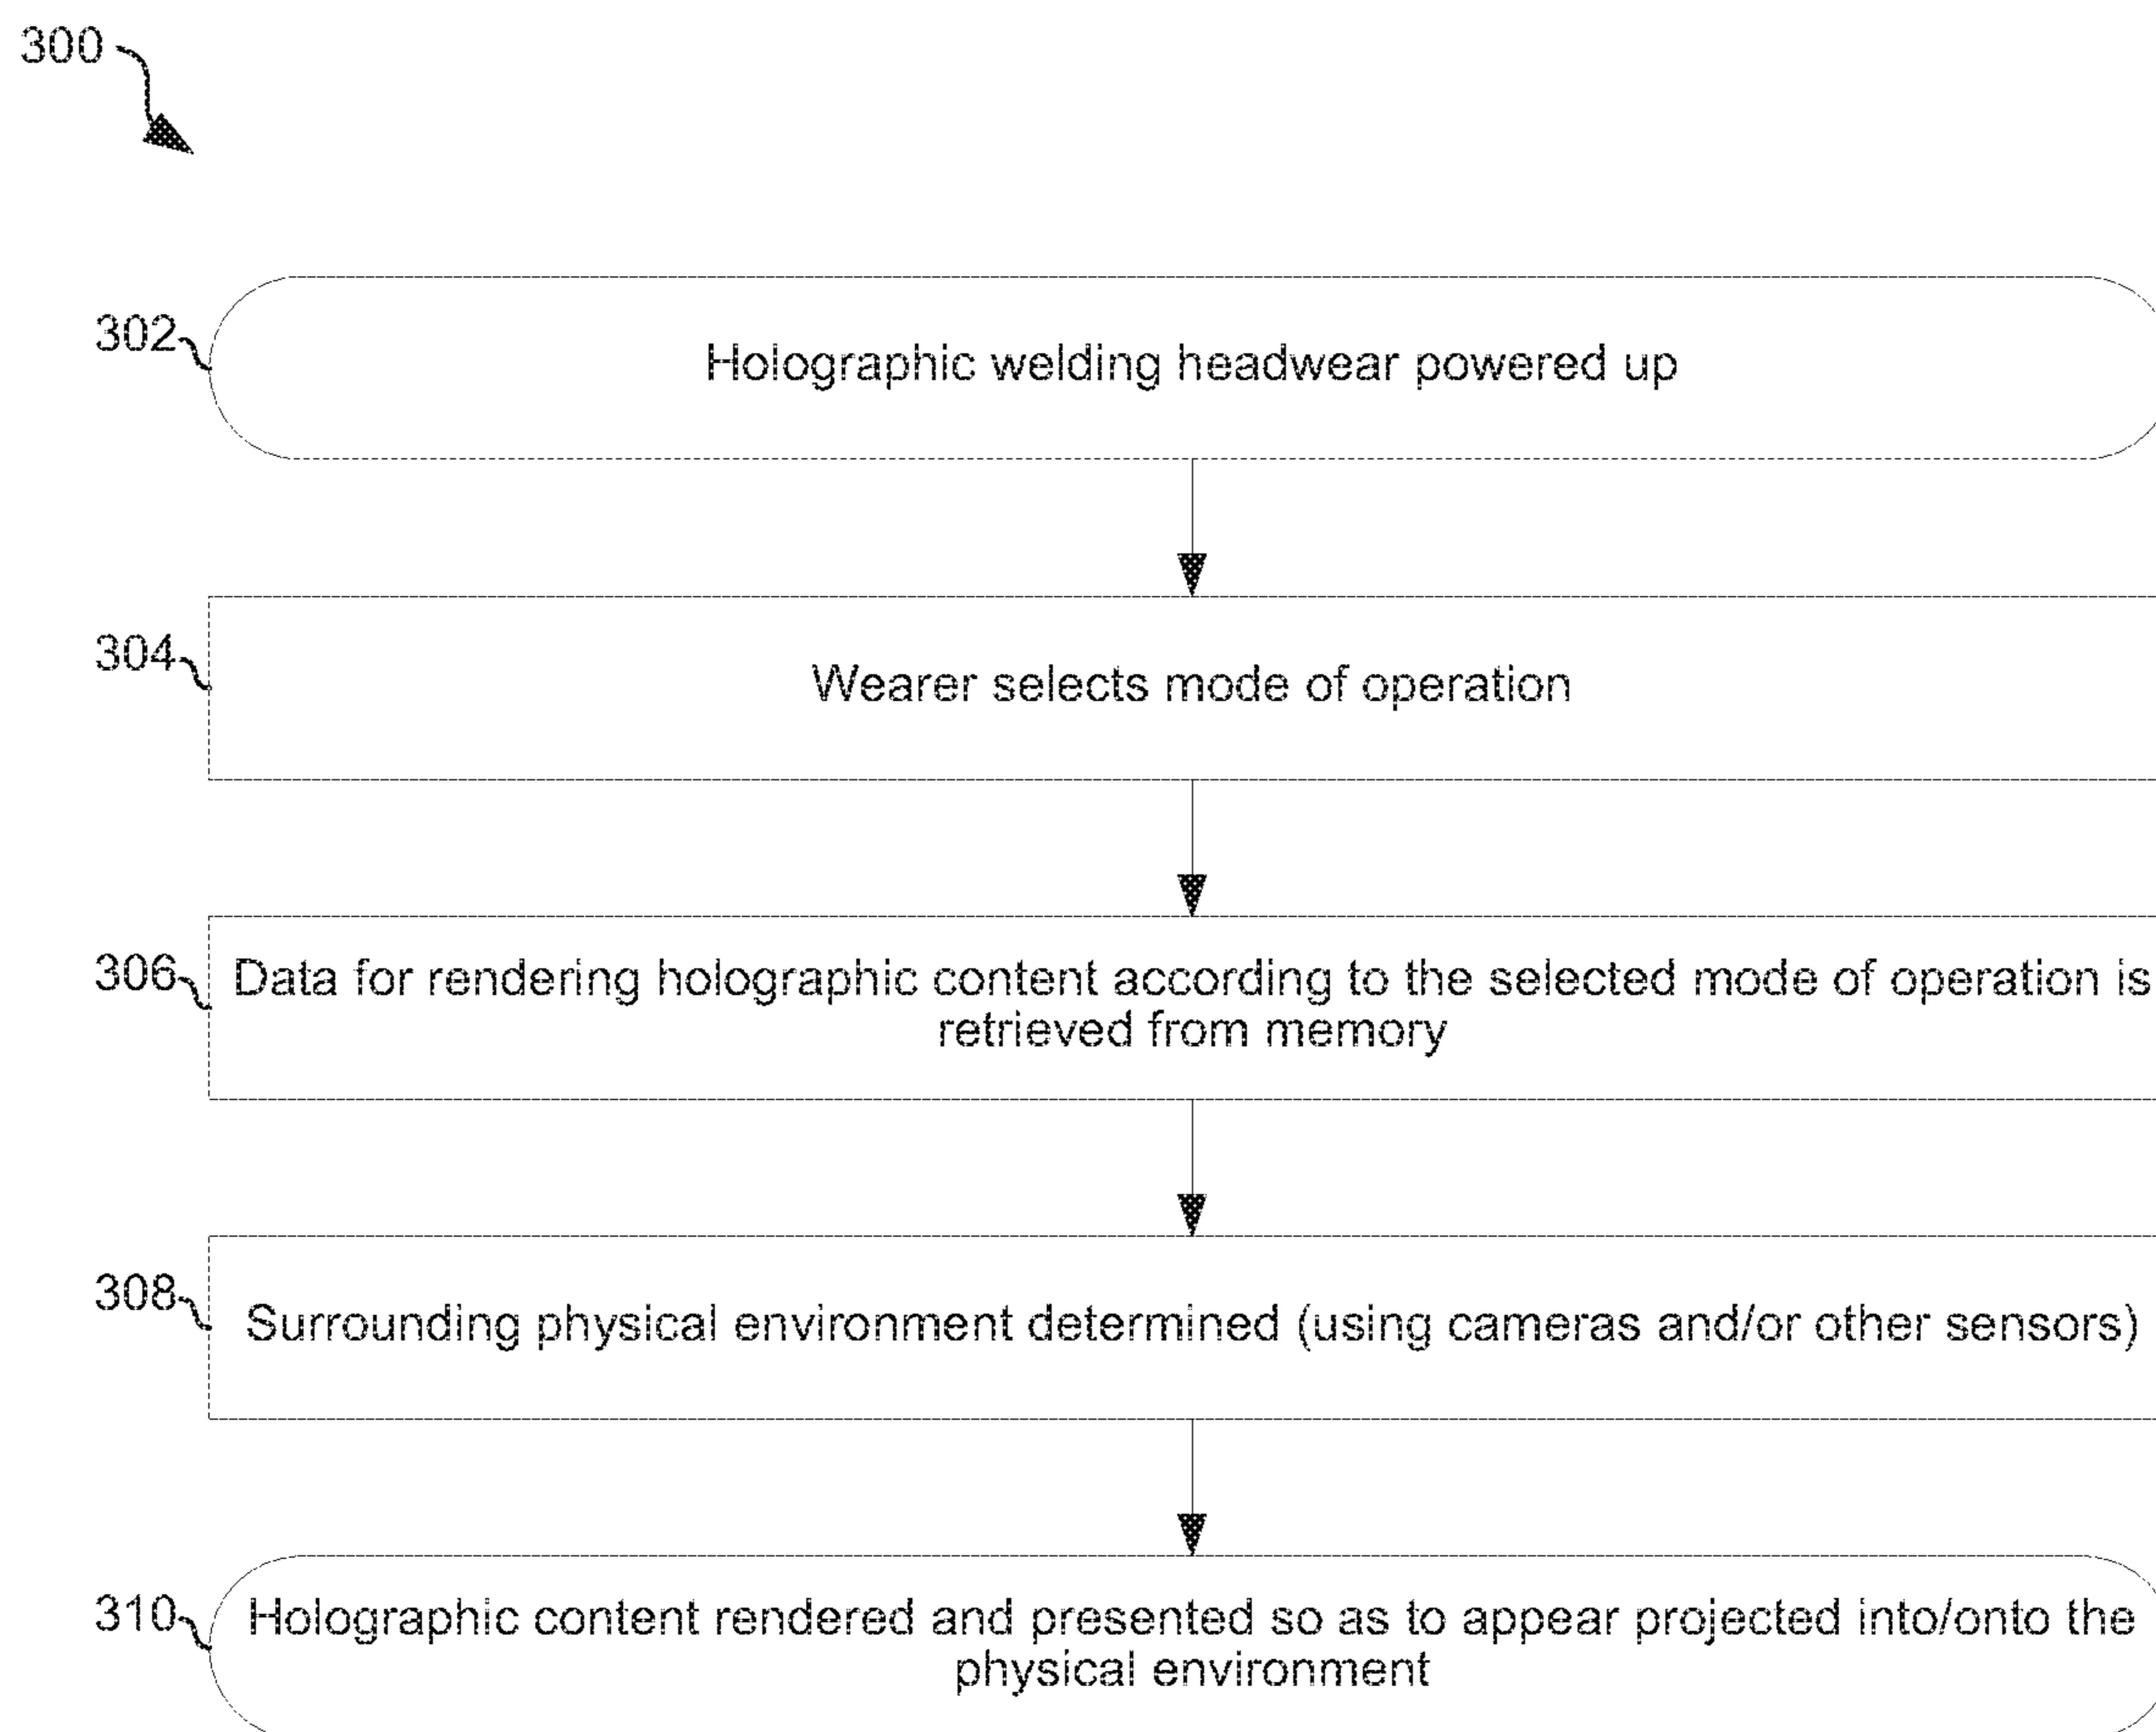 300
302
Holographic welding headwear powered up
304
Wearer selects mode of operation
306
Data for rendering holographic content according to the selected mode of operation is
retrieved from memory
308
Surrounding physical environment determined (using cameras and/or other sensors)
310
Holographic content rendered and presented so as to appear projected into/onto the
physical environment